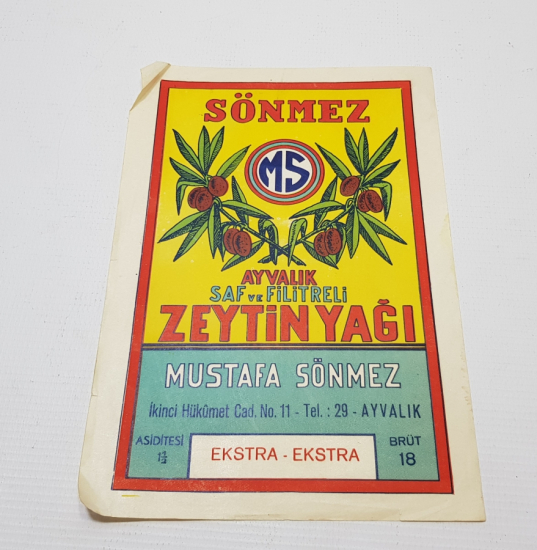 SÖNMEZ
MS
AYVALIK
SAF VE FİLİTRELİ
ZEYTİN YAĞI
MUSTAFA SÖNMEZ
İkinci Hükûmet Cad. No. 11 - Tel. : 29 - AYVALIK
ASİDİTESİ
BRÜT
EKSTRA - EKSTRA
18